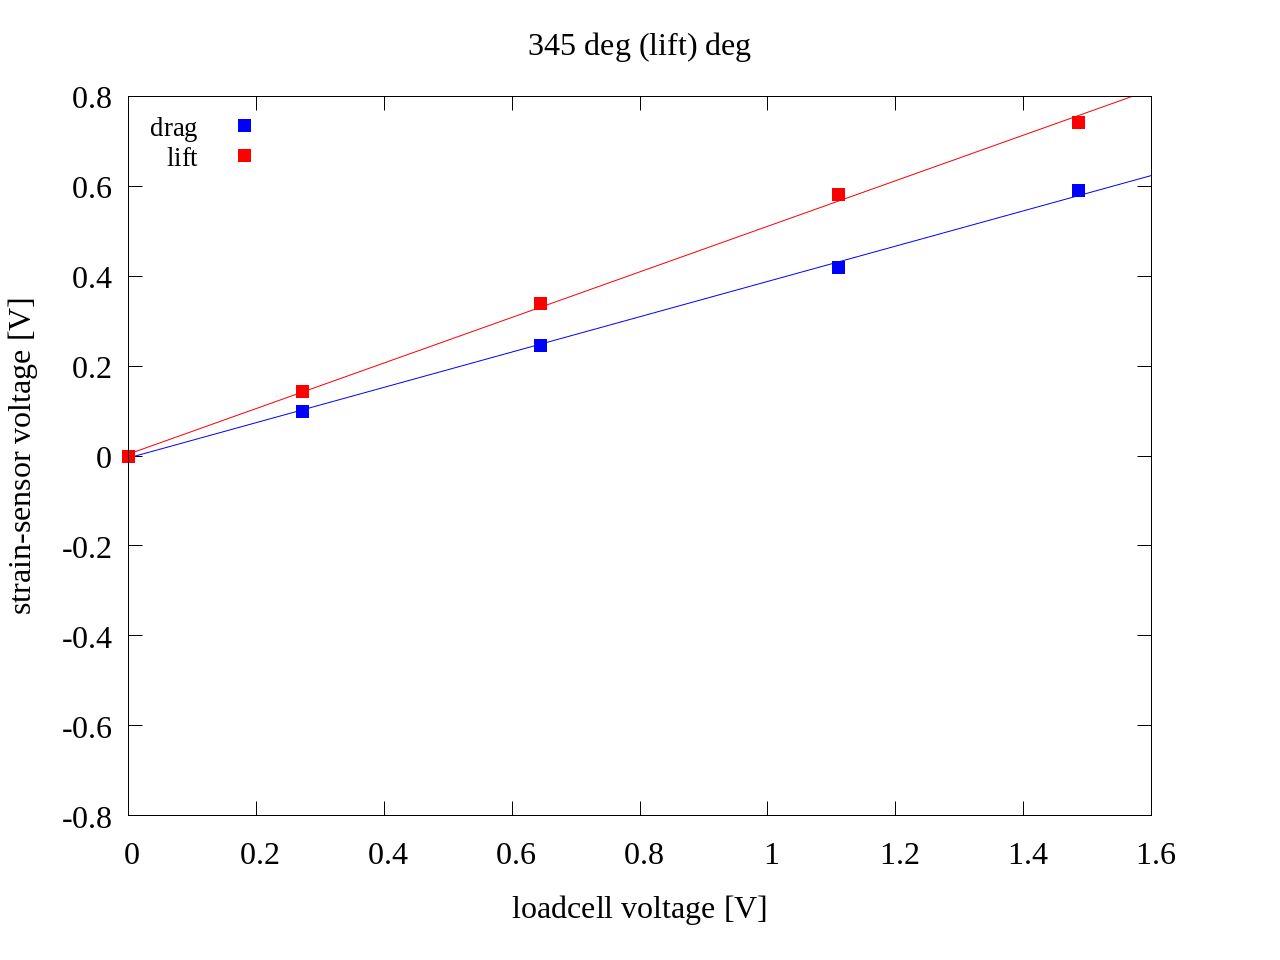 345 deg (lift) deg
drag
lift
0.8
0.6
0.4
0.2
0
-0.2
-0.4
-0.6
-0.8
strain-sensor voltage [V]
0 0.2 0.4 0.6 0.8 1 1.2 1.4 1.6
loadcell voltage [V]